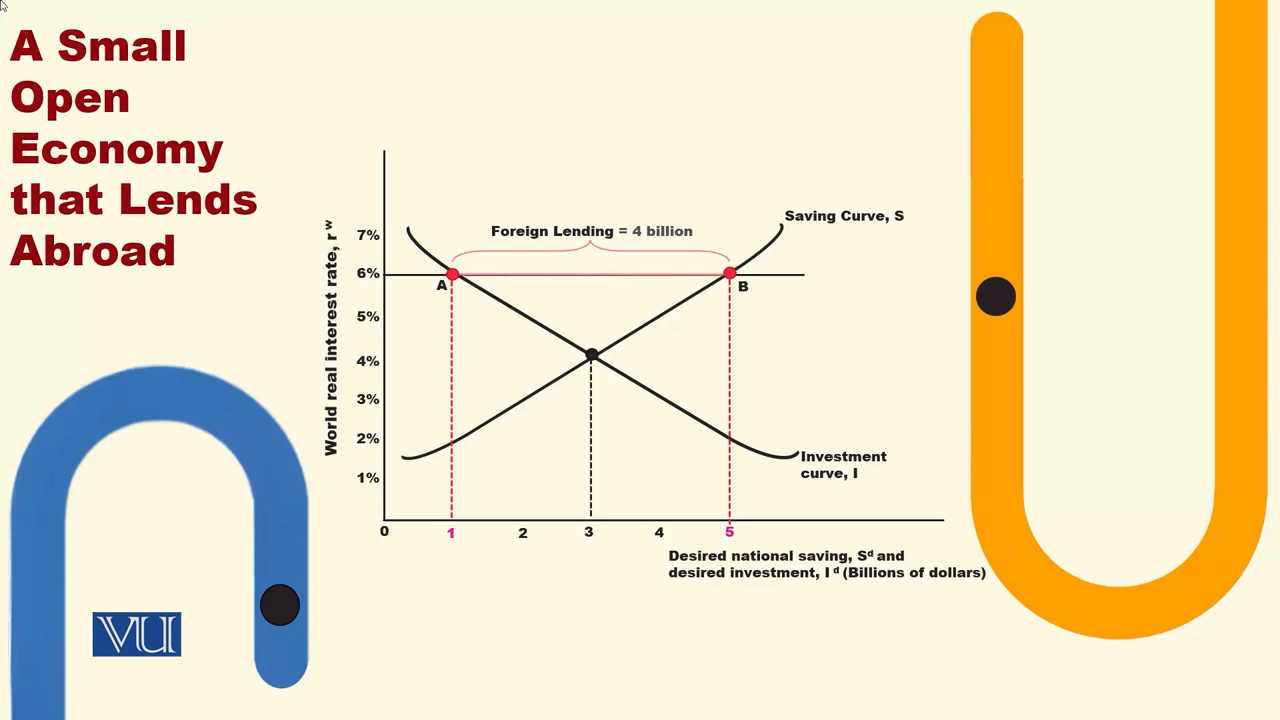 A Small
Open
Economy
that Lends
Abroad
Saving Curve, S
Foreign Lending = 4 billion
World real interest rate, r ʷ
7%
6%
5%
4%
3%
2%
1%
A
B
Investment
curve, I
0
1
2
3
4
5
Desired national saving, Sᵈ and
desired investment, I ᵈ (Billions of dollars)
VU